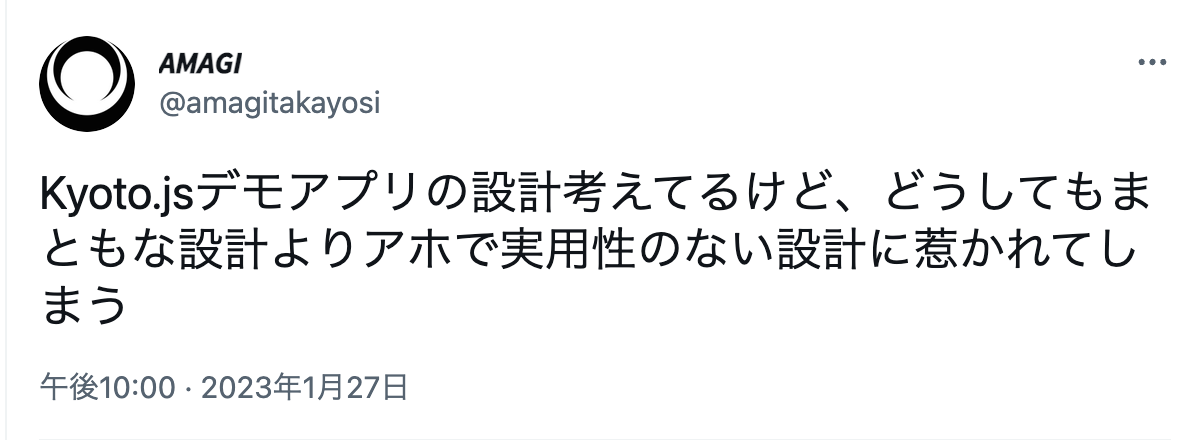 AMAGI
@amagitakayosi
Kyoto.jsデモアプリの設計考えてるけど、どうしてもま
ともな設計よりアホで実用性のない設計に惹かれてし
まう
午後10:00 · 2023年1月27日